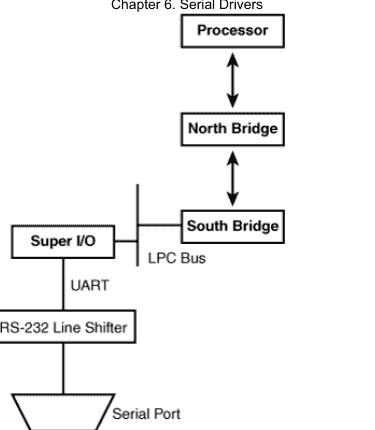 Chapter 6. Serial Drivers
Processor
North Bridge
South Bridge
Super I/O
LPC Bus
UART
RS-232 Line Shifter
Serial Port